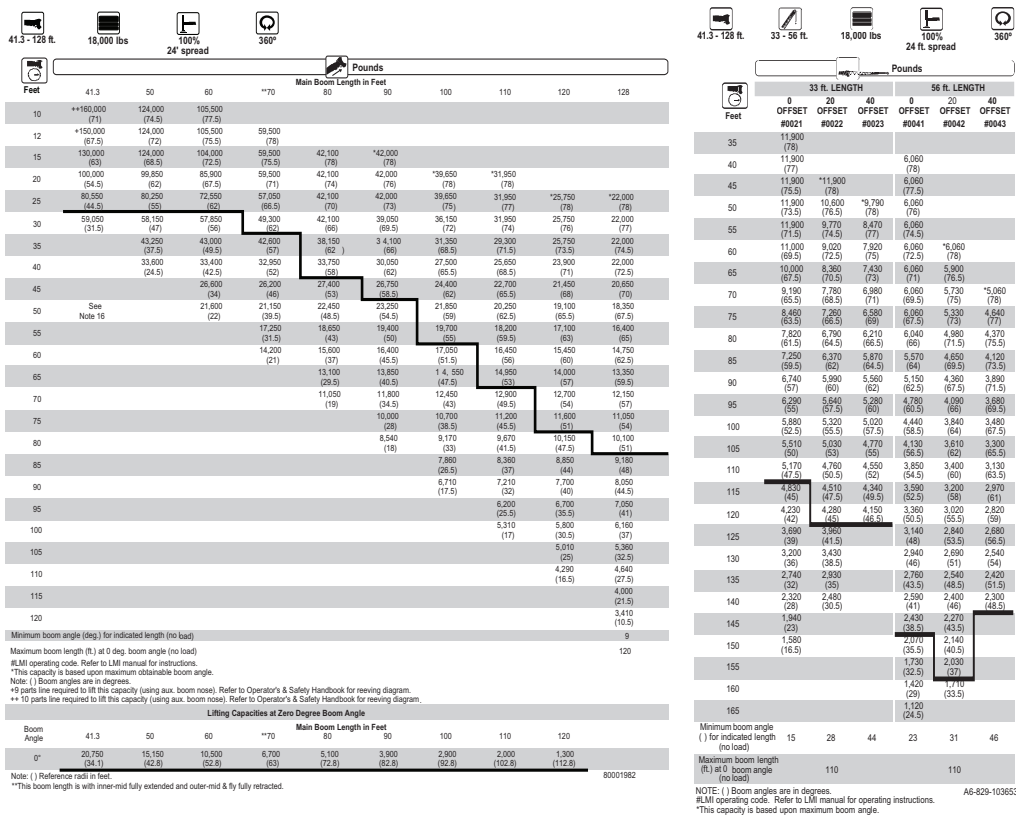 41.3 - 128 ft.
18,000 lbs
100%
24' spread
360°
Pounds
Feet
Main Boom Length in Feet
41.3 50 60 **70 80 90 100 110 120 128
10 ++160,000 124,000 105,500
(71) (74.5) (77.5)
12 +150,000 124,000 105,500 59,500
(67.5) (72) (75.5) (78)
15 130,000 124,000 104,000 59,500 42,100 *42,000
(63) (68.5) (72.5) (75.5) (78) (78)
20 100,000 99,850 85,900 59,500 42,100 42,000 *39,650 *31,950
(54.5) (62) (67.5) (71) (74) (76) (78) (78)
25 80,550 80,250 72,550 57,050 42,100 42,000 39,650 31,950 *25,750 *22,000
(44.5) (55) (62) (66.5) (70) (73) (75) (77) (78) (78)
30 59,050 58,150 57,850 49,300 42,100 39,050 36,150 31,950 25,750 22,000
(31.5) (47) (56) (62) (66) (69.5) (72) (74) (76) (77)
35 43,250 43,000 42,600 38,150 3 4,100 31,350 29,300 25,750 22,000
(37.5) (49.5) (57) (62 ) (66) (68.5) (71.5) (73.5) (74.5)
40 33,600 33,400 32,950 33,750 30,050 27,500 25,650 23,900 22,000
(24.5) (42.5) (52) (58) (62) (65.5) (68.5) (71) (72.5)
45 26,600 26,200 27,400 26,750 24,400 22,700 21,450 20,650
(34) (46) (53) (58.5) (62) (65.5) (68) (70)
50 See 21,600 21,150 22,450 23,250 21,850 20,250 19,100 18,350
Note 16 (22) (39.5) (48.5) (54.5) (59) (62.5) (65.5) (67.5)
55 17,250 18,650 19,400 19,700 18,200 17,100 16,400
(31.5) (43) (50) (55) (59.5) (63) (65)
60 14,200 15,600 16,400 17,050 16,450 15,450 14,750
(21) (37) (45.5) (51.5) (56) (60) (62.5)
65 13,100 13,850 1 4, 550 14,950 14,000 13,350
(29.5) (40.5) (47.5) (53) (57) (59.5)
70 11,050 11,800 12,450 12,900 12,700 12,150
(19) (34.5) (43) (49.5) (54) (57)
75 10,000 10,700 11,200 11,600 11,050
(28) (38.5) (45.5) (51) (54)
80 8,540 9,170 9,670 10,150 10,100
(18) (33) (41.5) (47.5) (51)
85 7,860 8,360 8,850 9,180
(26.5) (37) (44) (48)
90 6,710 7,210 7,700 8,050
(17.5) (32) (40) (44.5)
95 6,200 6,700 7,050
(25.5) (35.5) (41)
100 5,310 5,800 6,160
(17) (30.5) (37)
105 5,010 5,360
(25) (32.5)
110 4,290 4,640
(16.5) (27.5)
115 4,000
(21.5)
120 3,410
(10.5)
Minimum boom angle (deg.) for indicated length (no load) 9
Maximum boom length (ft.) at 0 deg. boom angle (no load) 120
#LMI operating code. Refer to LMI manual for instructions.
*This capacity is based upon maximum obtainable boom angle.
Note: ( ) Boom angles are in degrees.
+9 parts line required to lift this capacity (using aux. boom nose). Refer to Operator's & Safety Handbook for reeving diagram.
++ 10 parts line required to lift this capacity (using aux. boom nose). Refer to Operator's & Safety Handbook for reeving diagram.
Lifting Capacities at Zero Degree Boom Angle
Boom Angle
Main Boom Length in Feet
41.3 50 60 **70 80 90 100 110 120
0° 20,750 15,150 10,500 6,700 5,100 3,900 2,900 2,000 1,300
(34.1) (42.8) (52.8) (63) (72.8) (82.8) (92.8) (102.8) (112.8)
Note: ( ) Reference radii in feet. 80001982
**This boom length is with inner-mid fully extended and outer-mid & fly fully retracted.
41.3 - 128 ft.
33 - 56 ft.
18,000 lbs
100%
24 ft. spread
360°
Pounds
Feet
33 ft. LENGTH 56 ft. LENGTH
0 20 40 0 20 40
OFFSET OFFSET OFFSET OFFSET OFFSET OFFSET
#0021 #0022 #0023 #0041 #0042 #0043
35 11,900
(78)
40 11,900 6,060
(77) (78)
45 11,900 *11,900 6,060
(75.5) (78) (77.5)
50 11,900 10,600 *9,790 6,060
(73.5) (76.5) (78) (76)
55 11,900 9,770 8,470 6,060
(71.5) (74.5) (77) (74.5)
60 11,000 9,020 7,920 6,060 *6,060
(69.5) (72.5) (75) (72.5) (78)
65 10,000 8,360 7,430 6,060 5,900
(67.5) (70.5) (73) (71) (76.5)
70 9,190 7,780 6,980 6,060 5,730 *5,060
(65.5) (68.5) (71) (69.5) (75) (78)
75 8,460 7,260 6,580 6,060 5,330 4,640
(63.5) (66.5) (69) (67.5) (73) (77)
80 7,820 6,790 6,210 6,040 4,980 4,370
(61.5) (64.5) (66.5) (66) (71.5) (75.5)
85 7,250 6,370 5,870 5,570 4,650 4,120
(59.5) (62) (64.5) (64) (69.5) (73.5)
90 6,740 5,990 5,560 5,150 4,360 3,890
(57) (60) (62) (62.5) (67.5) (71.5)
95 6,290 5,640 5,280 4,780 4,090 3,680
(55) (57.5) (60) (60.5) (66) (69.5)
100 5,880 5,320 5,020 4,440 3,840 3,480
(52.5) (55.5) (57.5) (58.5) (64) (67.5)
105 5,510 5,030 4,770 4,130 3,610 3,300
(50) (53) (55) (56.5) (62) (65.5)
110 5,170 4,760 4,550 3,850 3,400 3,130
(47.5) (50.5) (52) (54.5) (60) (63.5)
115 4,830 4,510 4,340 3,590 3,200 2,970
(45) (47.5) (49.5) (52.5) (58) (61)
120 4,230 4,280 4,150 3,360 3,020 2,820
(42) (45) (46.5) (50.5) (55.5) (59)
125 3,690 3,960 3,140 2,840 2,680
(39) (41.5) (48) (53.5) (56.5)
130 3,200 3,430 2,940 2,690 2,540
(36) (38.5) (46) (51) (54)
135 2,740 2,930 2,760 2,540 2,420
(32) (35) (43.5) (48.5) (51.5)
140 2,320 2,480 2,590 2,400 2,300
(28) (30.5) (41) (46) (48.5)
145 1,940 2,430 2,270
(23) (38.5) (43.5)
150 1,580 2,070 2,140
(16.5) (35.5) (40.5)
155 1,730 2,030
(32.5) (37)
160 1,420 1,710
(29) (33.5)
165 1,120
(24.5)
Minimum boom angle
( ) for indicated length 15 28 44 23 31 46
(no load)
Maximum boom length
(ft.) at 0 boom angle 110 110
(no load)
NOTE: ( ) Boom angles are in degrees. A6-829-103653
#LMI operating code. Refer to LMI manual for operating instructions.
*This capacity is based upon maximum boom angle.